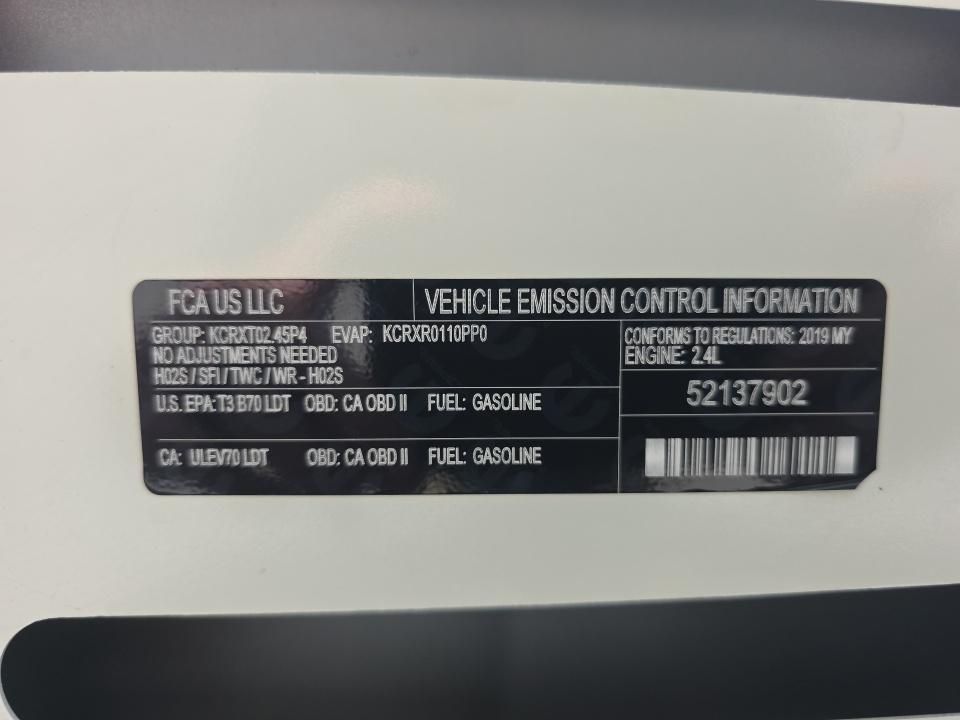 FCA US LLC
VEHICLE EMISSION CONTROL INFORMATION
GROUP: KCRXT02.45P4 EVAP: KCRXR0110PP0
NO ADJUSTMENTS NEEDED
H02S / SFI / TWC / WR - H02S
U.S. EPA: T3 B70 LDT OBD: CA OBD II FUEL: GASOLINE
CA: ULEV70 LDT OBD: CA OBD II FUEL: GASOLINE
CONFORMS TO REGULATIONS: 2019 MY
ENGINE: 2.4L
52137902